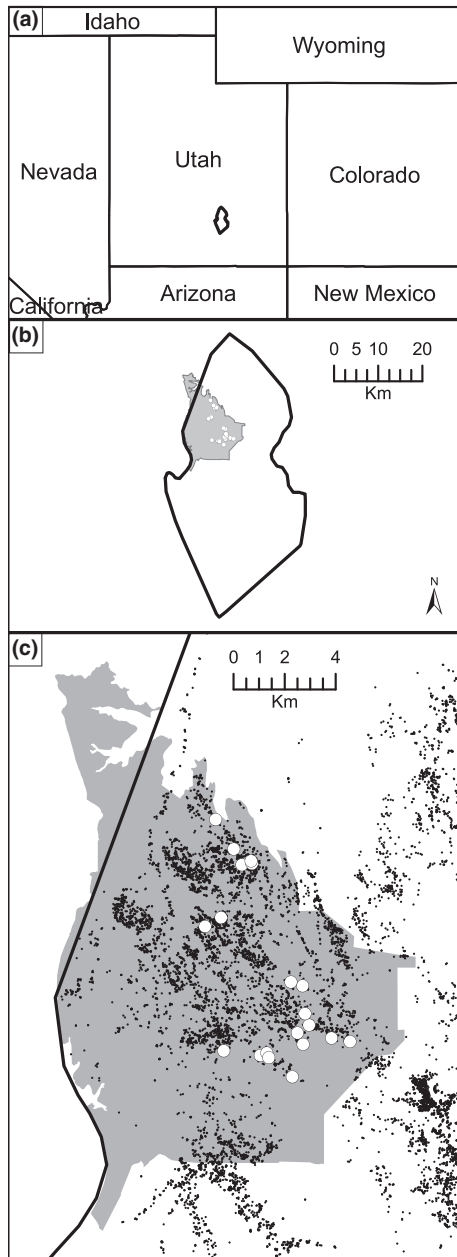 (a)
Idaho
Wyoming
Nevada
Utah
Colorado
California
Arizona
New Mexico
(b)
0 5 10 20
Km
N
(c)
0 1 2 4
Km